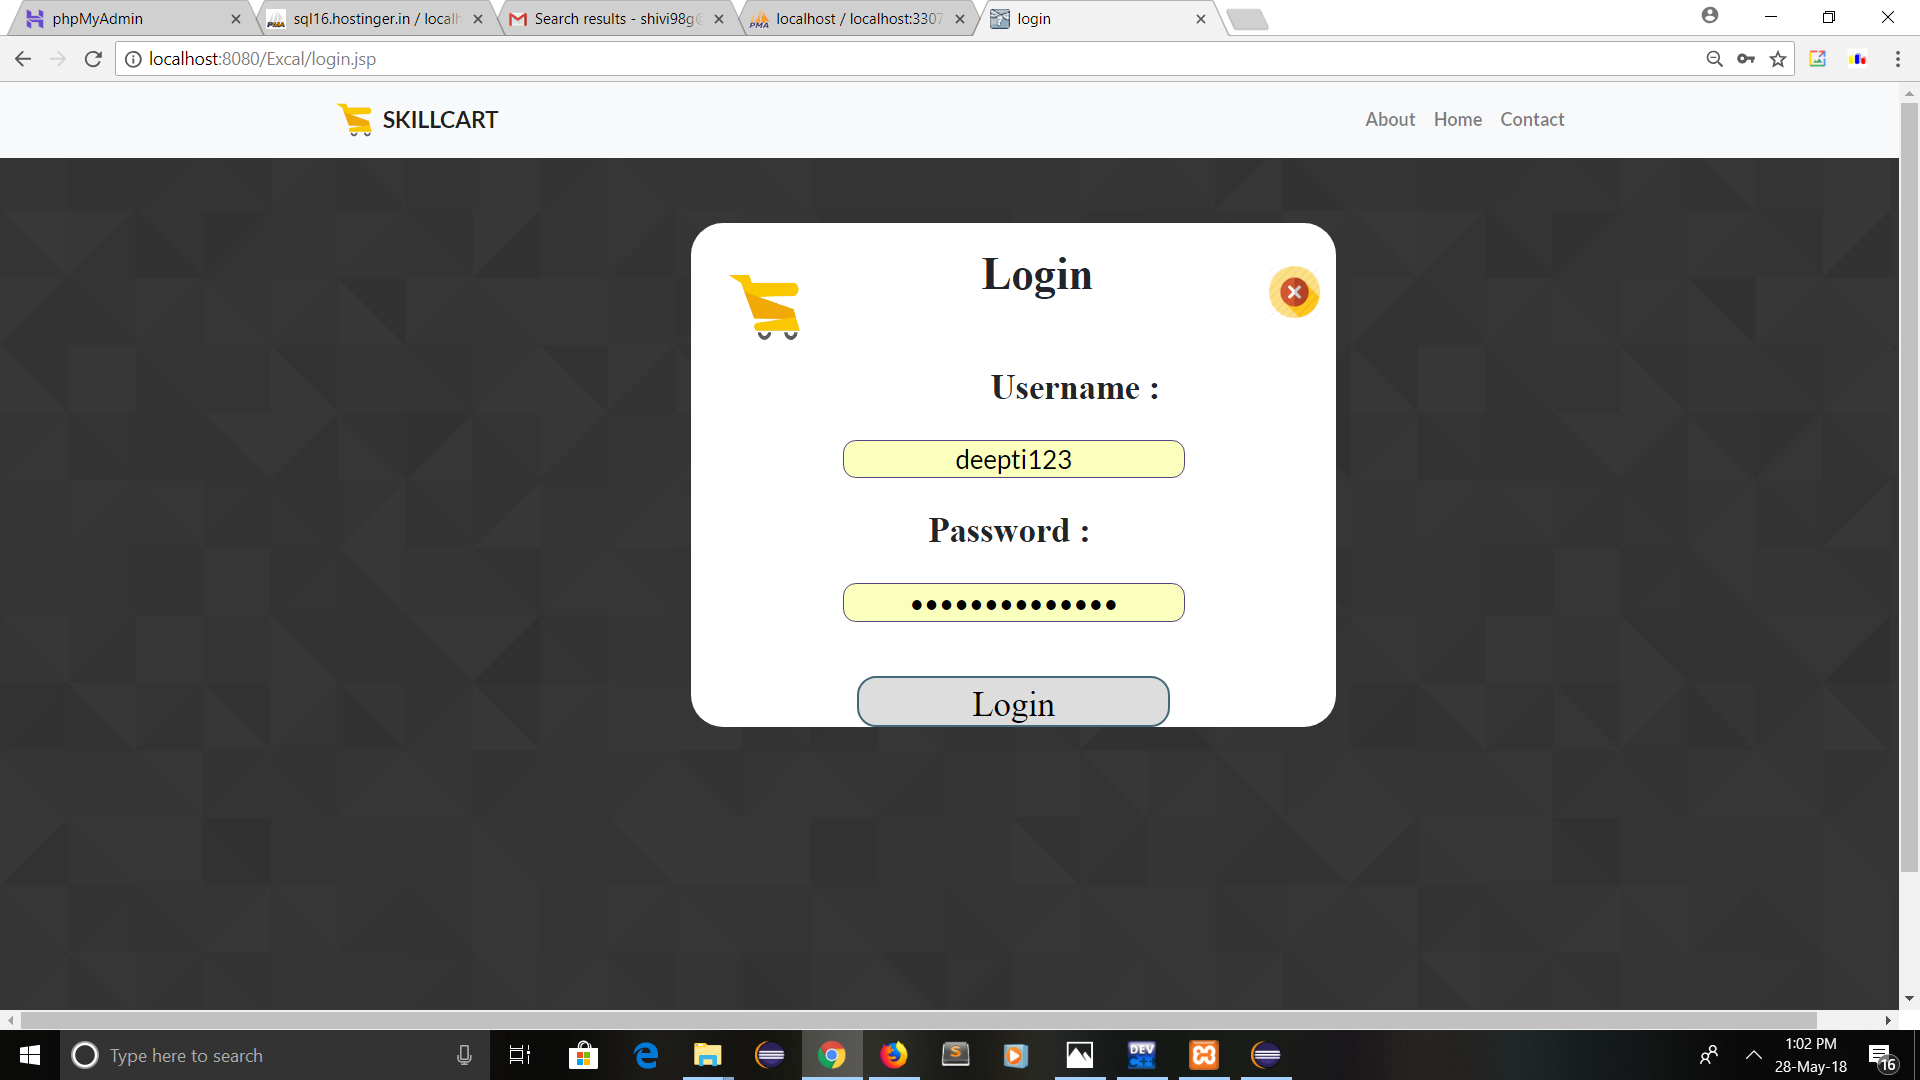 phpMyAdmin
sql16.hostinger.in / localh
Search results - shivi98g@
localhost / localhost:3307
login
localhost:8080/Excal/login.jsp
SKILLCART
About
Home
Contact
Login
Username :
deepti123
Password :
••••••••••••••
Login
Type here to search
1:02 PM
28-May-18
16